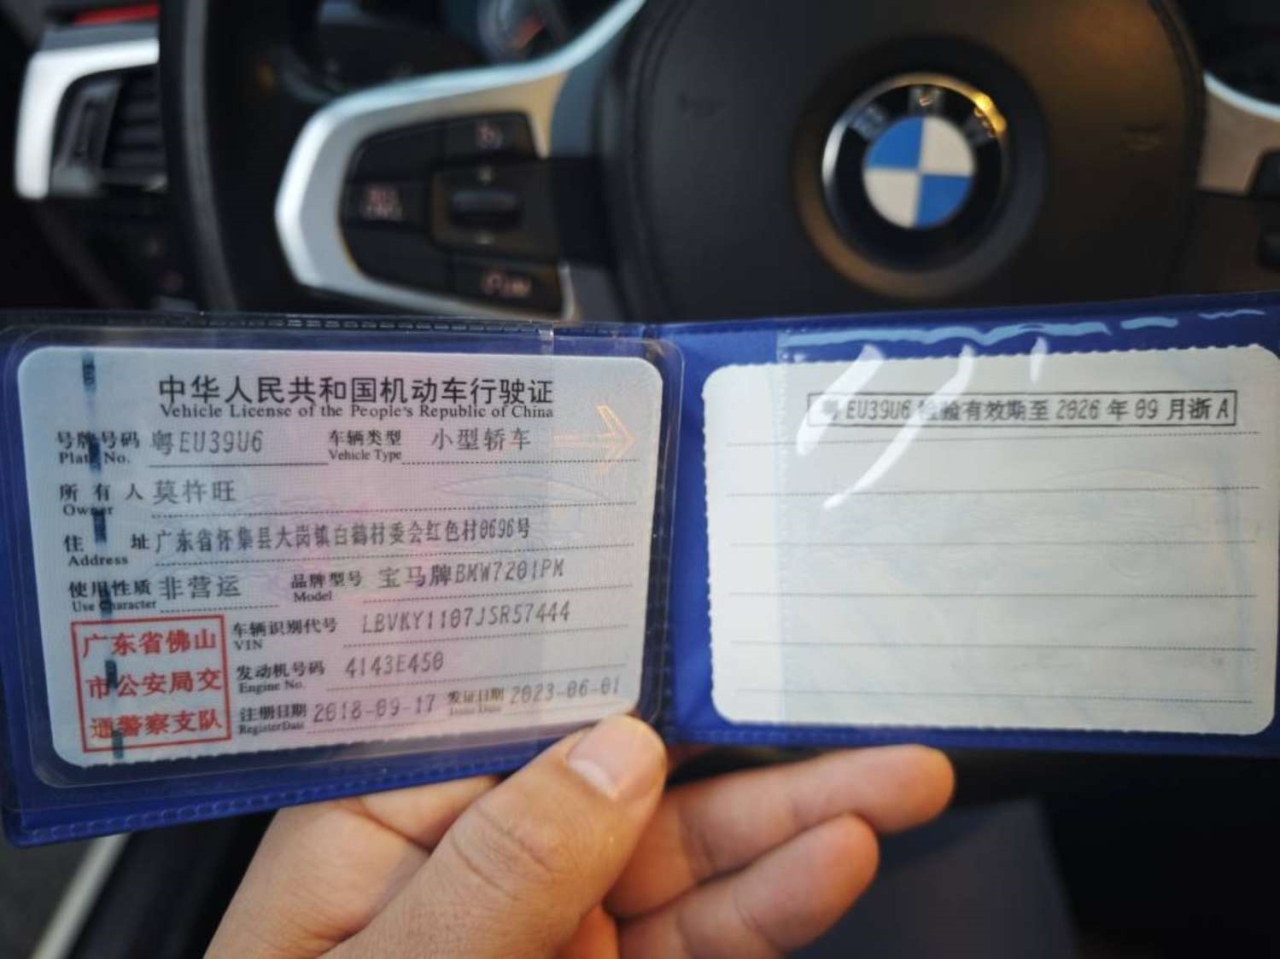 中华人民共和国机动车行驶证
Vehicle License of the People's Republic of China
号牌号码 粤EU39U6 车辆类型 小型轿车
Plate No. Vehicle Type
所有人 莫杵旺
Owner
住址 广东省怀集县大岗镇白鹤村委会红色村0696号
Address
使用性质 非营运 品牌型号 宝马牌BMW7201PM
Use Character Model
广东省佛山
市公安局交
通警察支队
车辆识别代号 LBVKY1107JSR57444
VIN
发动机号码 4143E450
Engine No.
注册日期 2018-09-17 发证日期 2023-06-01
Register Date Issue Date
粤EU39U6 检验有效期至 2026 年 09 月浙 A
BMW